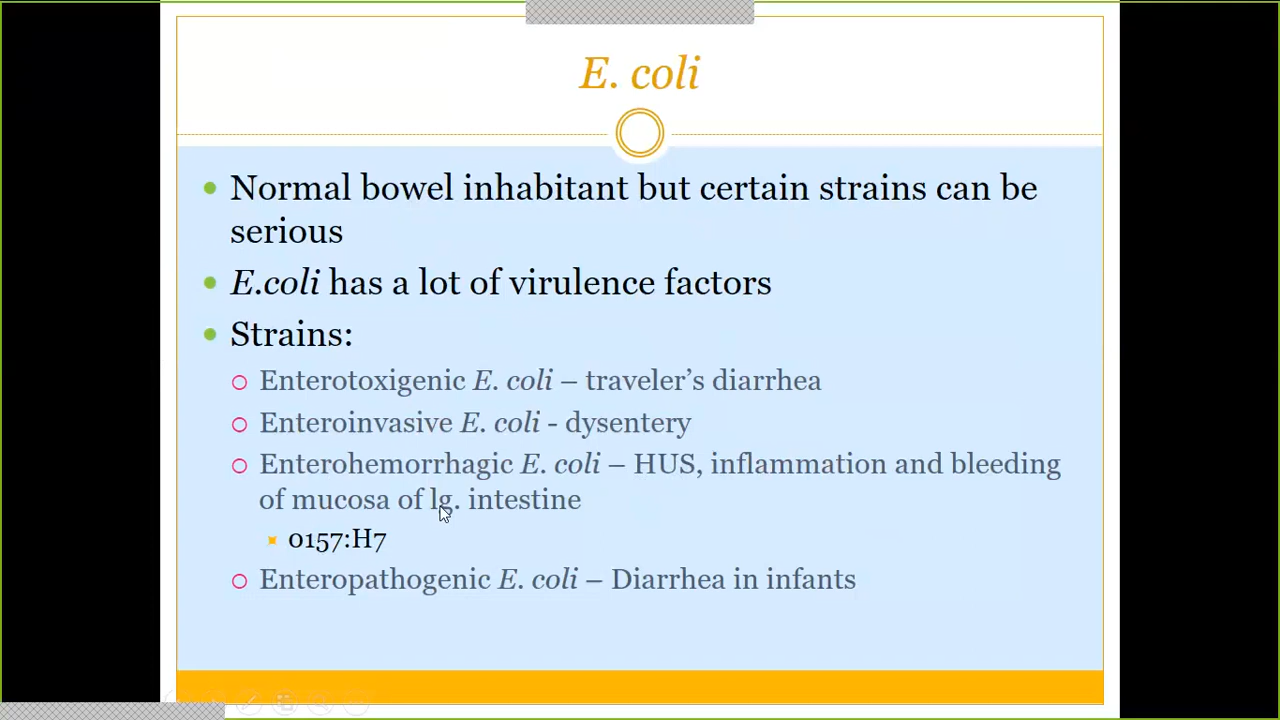 E. coli
Normal bowel inhabitant but certain strains can be
serious
E.coli has a lot of virulence factors
Strains:
Enterotoxigenic E. coli – traveler’s diarrhea
Enteroinvasive E. coli - dysentery
Enterohemorrhagic E. coli – HUS, inflammation and bleeding
of mucosa of lg. intestine
0157:H7
Enteropathogenic E. coli – Diarrhea in infants